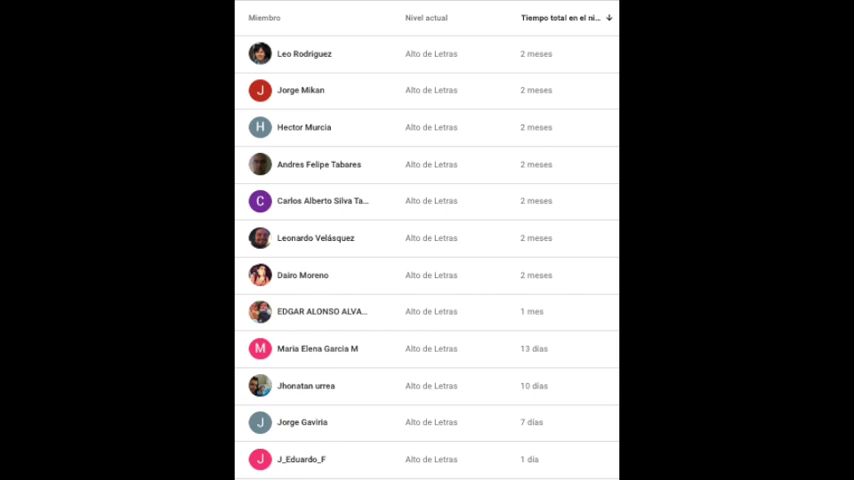 Miembro Nivel actual Tiempo total en el ni...
Leo Rodriguez Alto de Letras 2 meses
J Jorge Mikan Alto de Letras 2 meses
H Hector Murcia Alto de Letras 2 meses
Andres Felipe Tabares Alto de Letras 2 meses
C Carlos Alberto Silva Ta... Alto de Letras 2 meses
Leonardo Velásquez Alto de Letras 2 meses
Dairo Moreno Alto de Letras 2 meses
EDGAR ALONSO ALVA... Alto de Letras 1 mes
M Maria Elena Garcia M Alto de Letras 13 días
Jhonatan urrea Alto de Letras 10 días
J Jorge Gaviria Alto de Letras 7 días
J J_Eduardo_F Alto de Letras 1 día